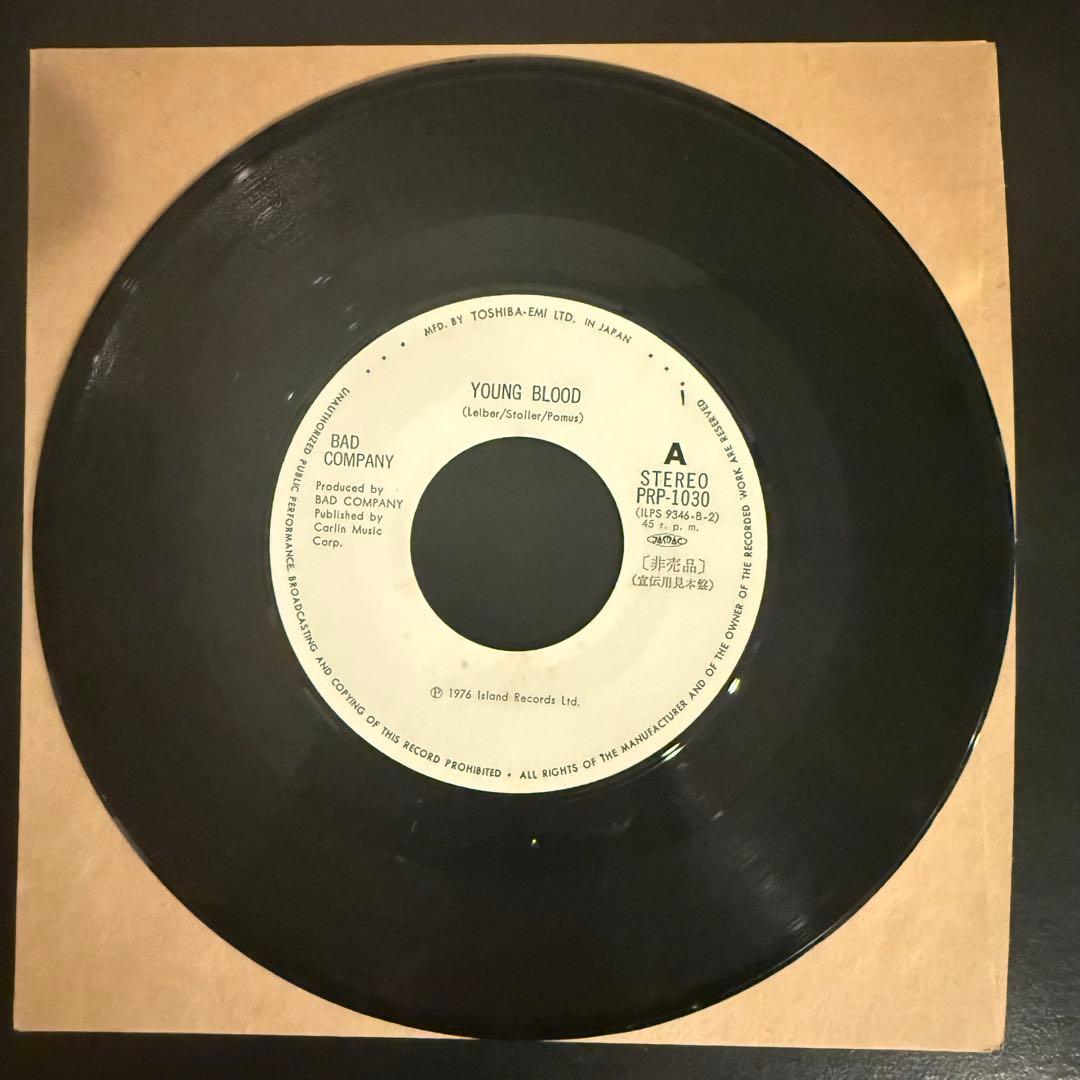 MFD. BY TOSHIBA-EMI LTD. IN JAPAN
i
YOUNG BLOOD
(Leiber/Stoller/Pomus)
BAD
COMPANY
Produced by
BAD COMPANY
Published by
Carlin Music
Corp.
A
STEREO
PRP-1030
(ILPS 9346-B-2)
45 r. p. m.
JASRAC
〔非売品〕
(宣伝用見本盤)
Ⓟ 1976 Island Records Ltd.
UNAUTHORIZED PUBLIC PERFORMANCE, BROADCASTING AND COPYING OF THIS RECORD PROHIBITED • ALL RIGHTS OF THE MANUFACTURER AND OF THE OWNER OF THE RECORDED WORK ARE RESERVED